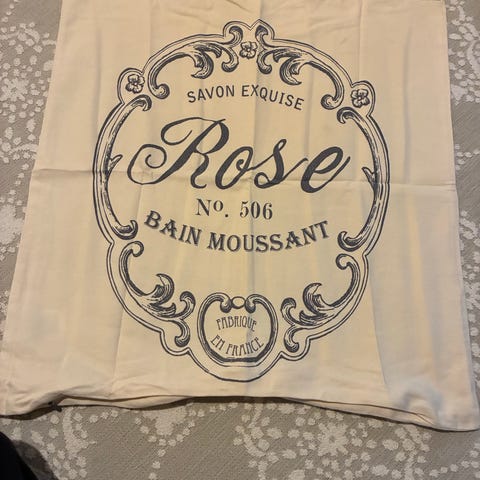 SAVON EXQUISE
Rose
No. 506
BAIN MOUSSANT
FABRIQUE
EN FRANCE